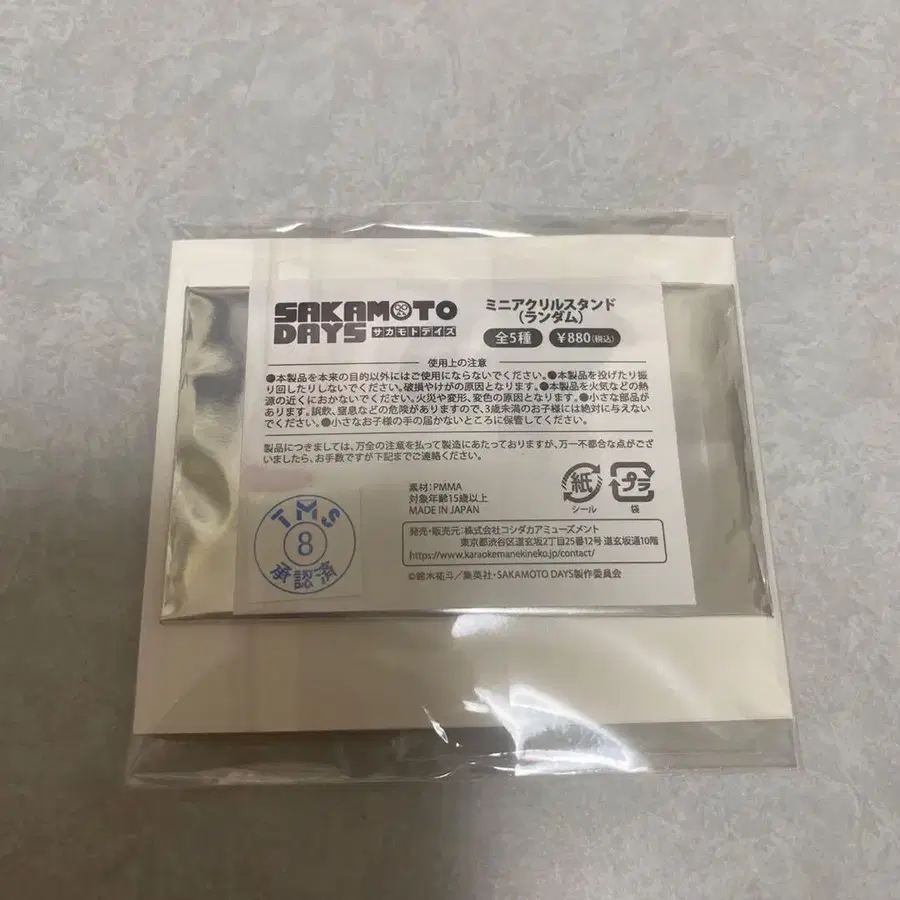 SAKAMOTO
DAYS サカモトデイズ
ミニアクリルスタンド
(ランダム)
全5種 ¥880(税込)
使用上の注意
●本製品を本来の目的以外にはご使用にならないでください。●本製品を投げたり振
り回したりしないでください。破損やけがの原因となります。●本製品を火気などの熱
源の近くにおかないでください。火災や変形、変色の原因となります。●小さな部品が
あります。誤飲、窒息などの危険がありますので、3歳未満のお子様には絶対に与えない
でください。●小さなお子様の手の届かないところに保管してください。
製品につきましては、万全の注意を払って製造にあたっておりますが、万一不都合な点がござ
いましたら、お手数ですが下記までご連絡ください。
素材:PMMA
対象年齢15歳以上
MADE IN JAPAN
紙
シール
プラ
袋
TMS
8
承認済
発売・販売元:株式会社コシダカアミューズメント
東京都渋谷区道玄坂2丁目25番12号 道玄坂通10階
https://www.karaokemanekineko.jp/contact/
©鈴木祐斗/集英社・SAKAMOTO DAYS製作委員会